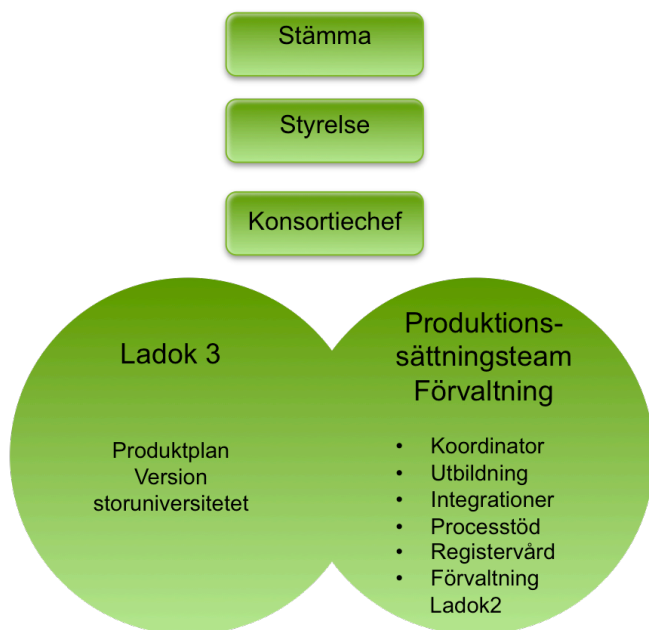 Stämma
Styrelse
Konsortiechef
Ladok 3
Produktplan
Version
storuniversitetet
Produktions-
sättningsteam
Förvaltning
• Koordinator
• Utbildning
• Integrationer
• Processtöd
• Registervård
• Förvaltning
Ladok2